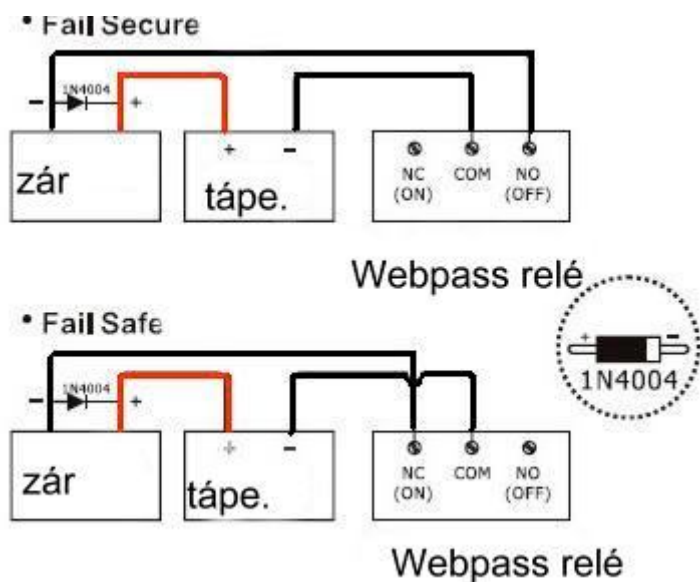 • Fail Secure
1N4004
- +
+ -
zár
tápe.
NC COM NO
(ON) (OFF)
Webpass relé
• Fail Safe
1N4004
- +
+ -
zár
tápe.
NC COM NO
(ON) (OFF)
Webpass relé
+ -
1N4004